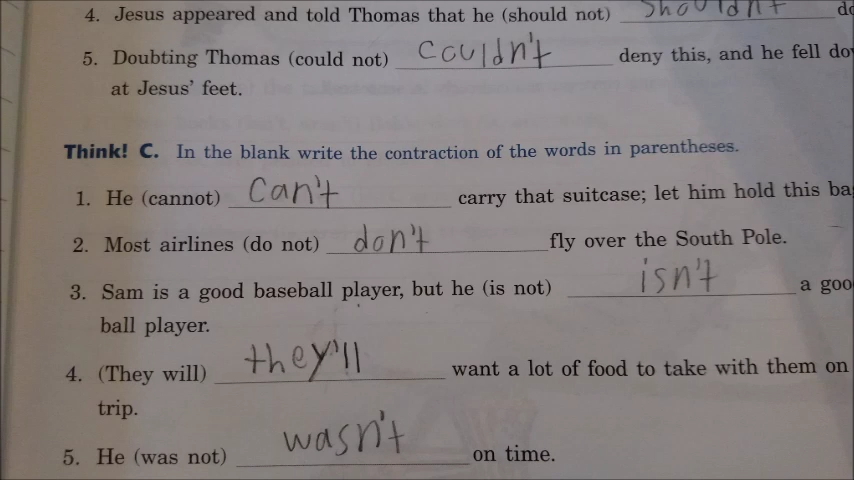 4. Jesus appeared and told Thomas that he (should not) shouldn't
5. Doubting Thomas (could not) couldn't deny this, and he fell
at Jesus' feet.
Think! C. In the blank write the contraction of the words in parentheses.
1. He (cannot) can't carry that suitcase; let him hold this
2. Most airlines (do not) don't fly over the South Pole.
3. Sam is a good baseball player, but he (is not) isn't a
ball player.
4. (They will) they'll want a lot of food to take with them on
trip.
5. He (was not) wasn't on time.